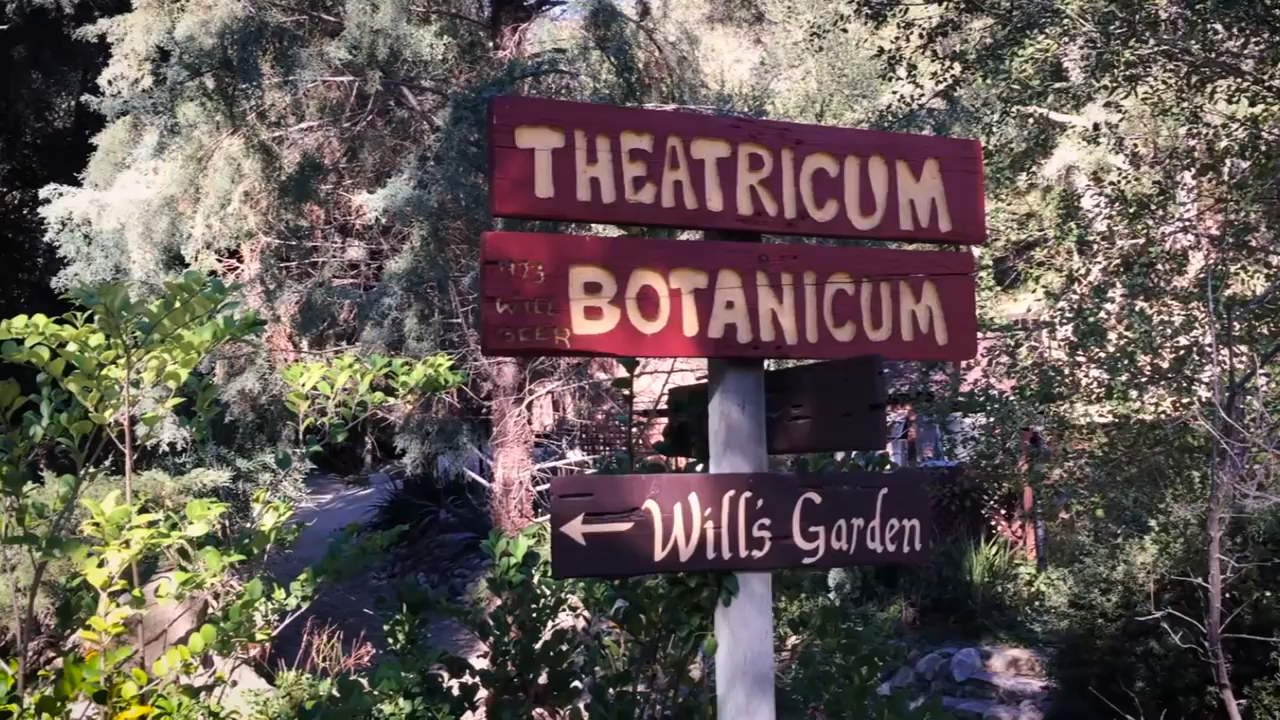 THEATRICUM
WILL
GEER
BOTANICUM
← Will's Garden